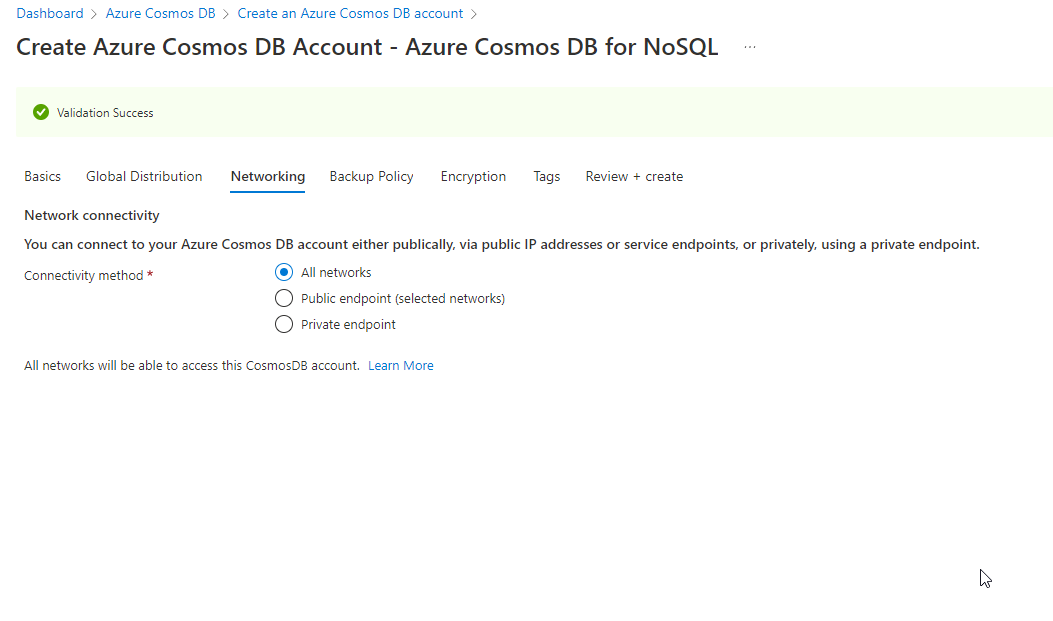 Dashboard > Azure Cosmos DB > Create an Azure Cosmos DB account >
Create Azure Cosmos DB Account - Azure Cosmos DB for NoSQL ...
Validation Success
Basics Global Distribution Networking Backup Policy Encryption Tags Review + create
Network connectivity
You can connect to your Azure Cosmos DB account either publically, via public IP addresses or service endpoints, or privately, using a private endpoint.
Connectivity method *
All networks
Public endpoint (selected networks)
Private endpoint
All networks will be able to access this CosmosDB account. Learn More